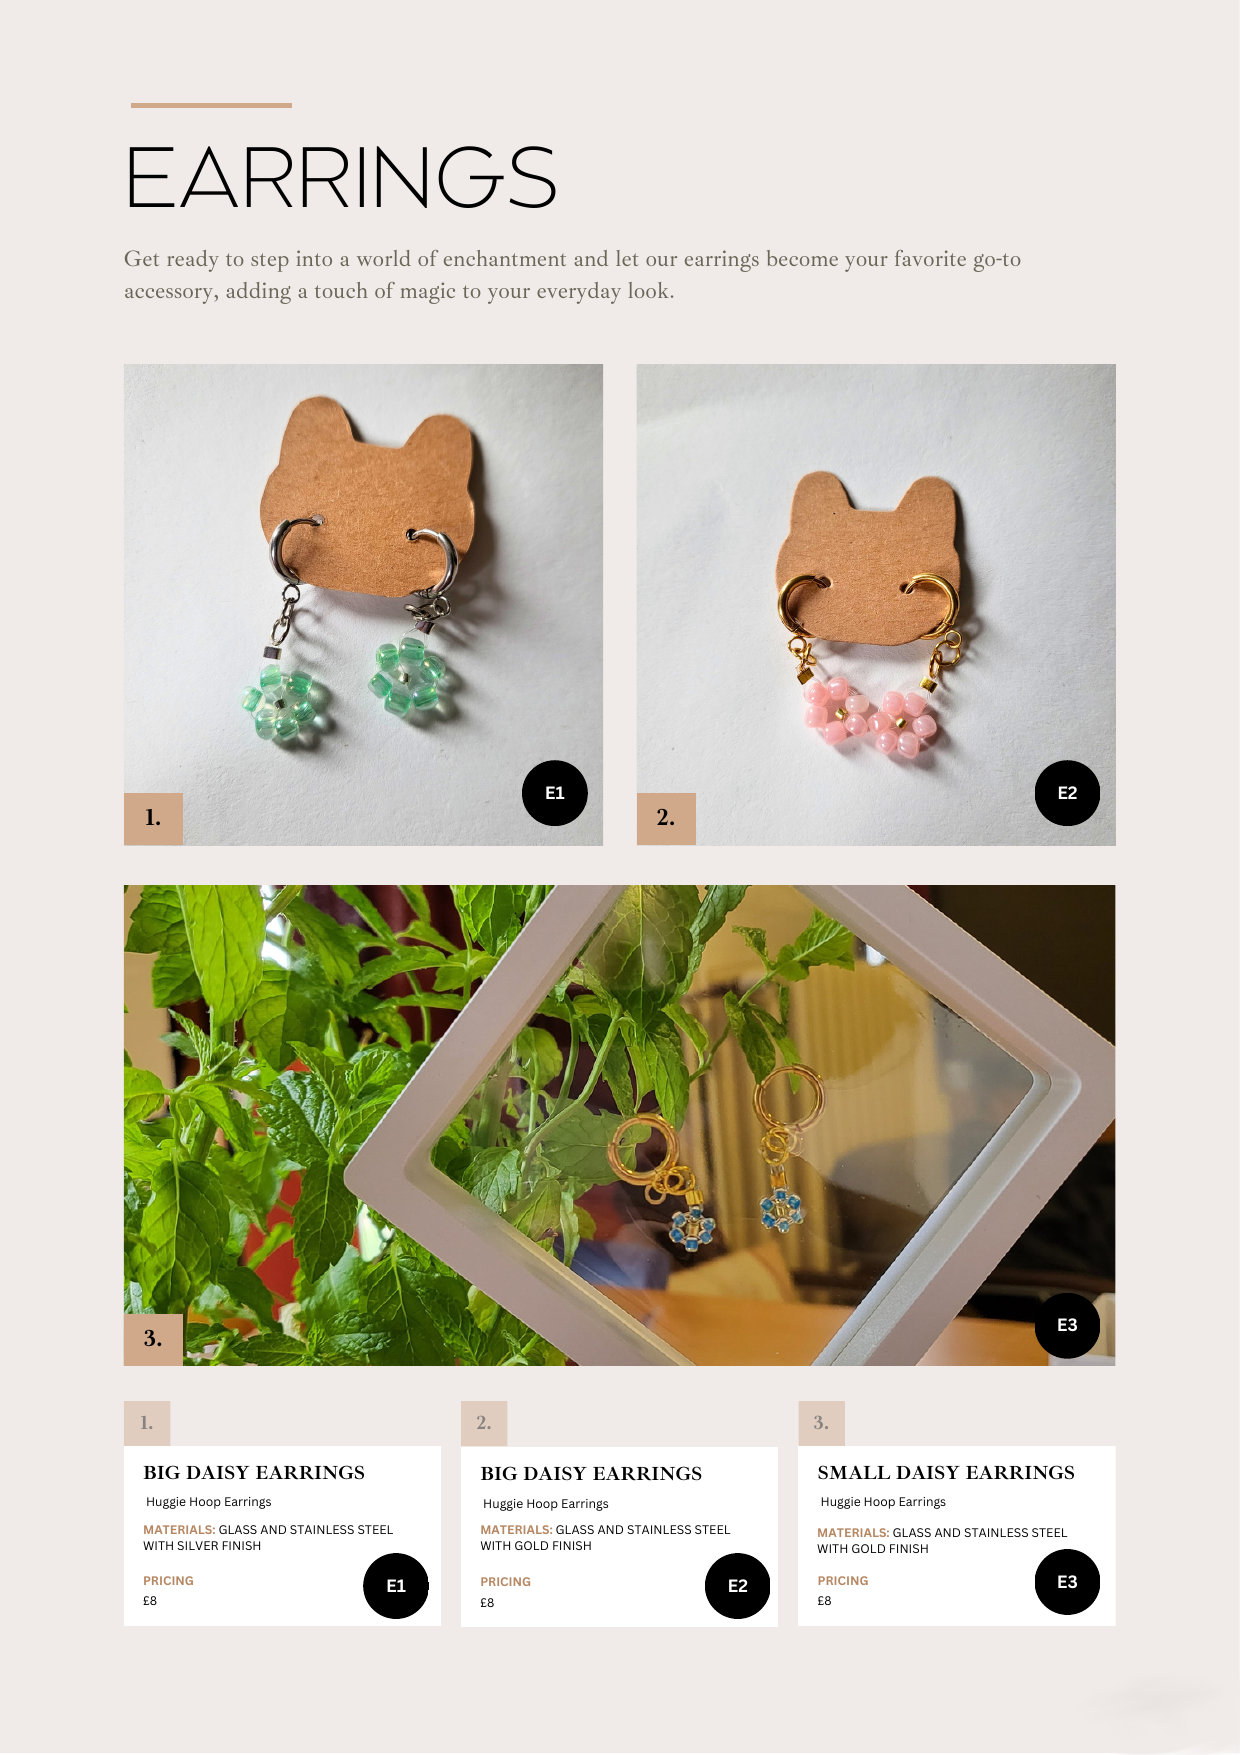 EARRINGS
Get ready to step into a world of enchantment and let our earrings become your favorite go-to
accessory, adding a touch of magic to your everyday look.
E1
1.
E2
2.
E3
3.
1.
BIG DAISY EARRINGS
Huggie Hoop Earrings
MATERIALS: GLASS AND STAINLESS STEEL
WITH SILVER FINISH
PRICING
£8
E1
2.
BIG DAISY EARRINGS
Huggie Hoop Earrings
MATERIALS: GLASS AND STAINLESS STEEL
WITH GOLD FINISH
PRICING
£8
E2
3.
SMALL DAISY EARRINGS
Huggie Hoop Earrings
MATERIALS: GLASS AND STAINLESS STEEL
WITH GOLD FINISH
PRICING
£8
E3